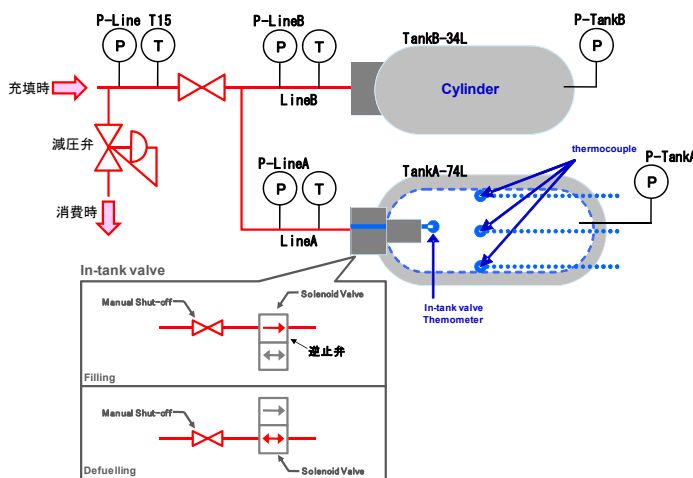 P-Line T15
P T
P-LineB
P T
LineB
TankB-34L
Cylinder
P-TankB
P
充填時
減圧弁
消費時
P-LineA
P T
LineA
TankA-74L
thermocouple
P-TankA
P
In-tank valve
Themometer
In-tank valve
Solenoid Valve
Manual Shut-off
逆止弁
Filling
Manual Shut-off
Solenoid Valve
Defuelling